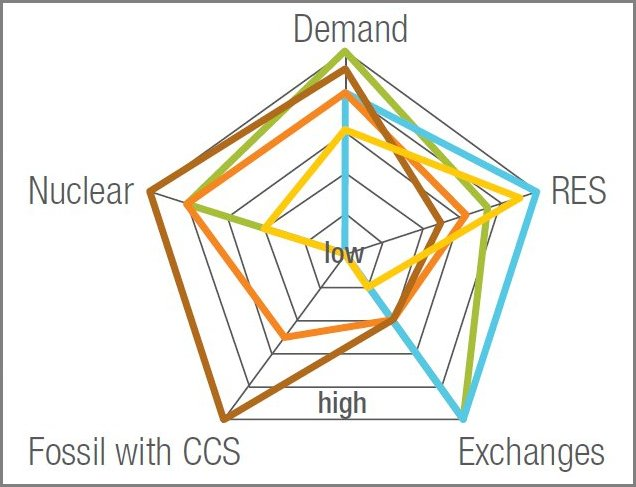 Demand
Nuclear
RES
low
high
Fossil with CCS
Exchanges